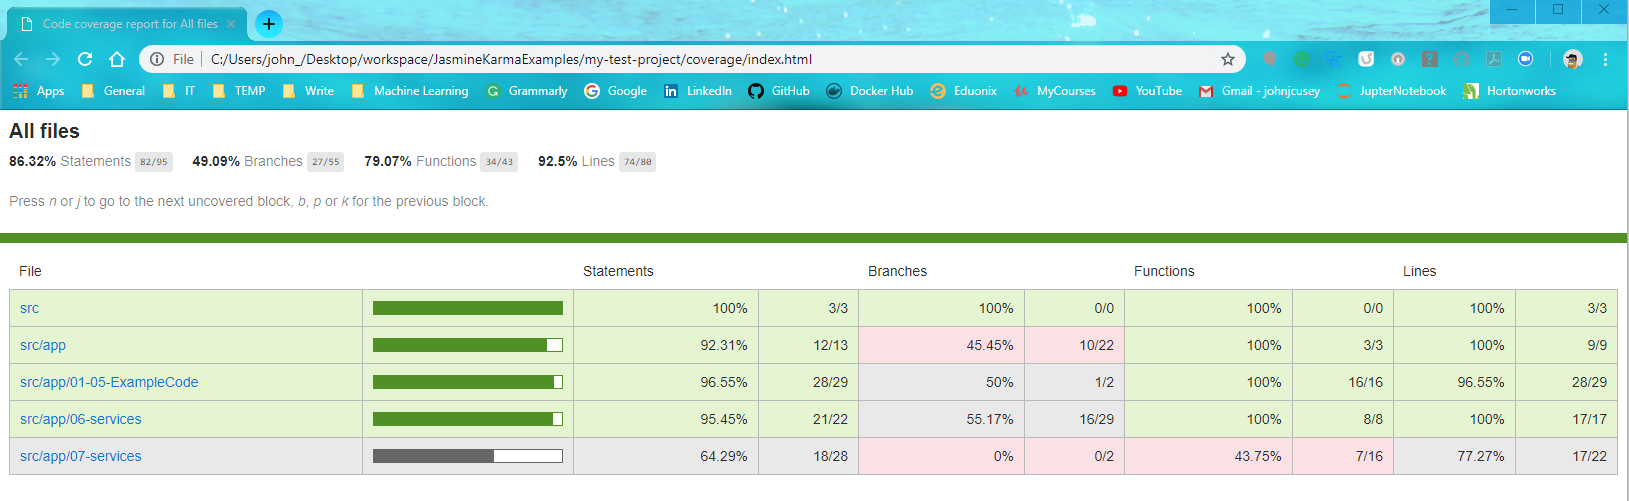 Code coverage report for All files
File C:/Users/john_/Desktop/workspace/JasmineKarmaExamples/my-test-project/coverage/index.html
Apps General IT TEMP Write Machine Learning Grammarly Google LinkedIn GitHub Docker Hub Eduonix MyCourses YouTube Gmail - johnjcusey JupterNotebook Hortonworks
All files
86.32% Statements 82/95 49.09% Branches 27/55 79.07% Functions 34/43 92.5% Lines 74/80
Press n or j to go to the next uncovered block, b, p or k for the previous block.
File Statements Branches Functions Lines
src 100% 3/3 100% 0/0 100% 0/0 100% 3/3
src/app 92.31% 12/13 45.45% 10/22 100% 3/3 100% 9/9
src/app/01-05-ExampleCode 96.55% 28/29 50% 1/2 100% 16/16 96.55% 28/29
src/app/06-services 95.45% 21/22 55.17% 16/29 100% 8/8 100% 17/17
src/app/07-services 64.29% 18/28 0% 0/2 43.75% 7/16 77.27% 17/22